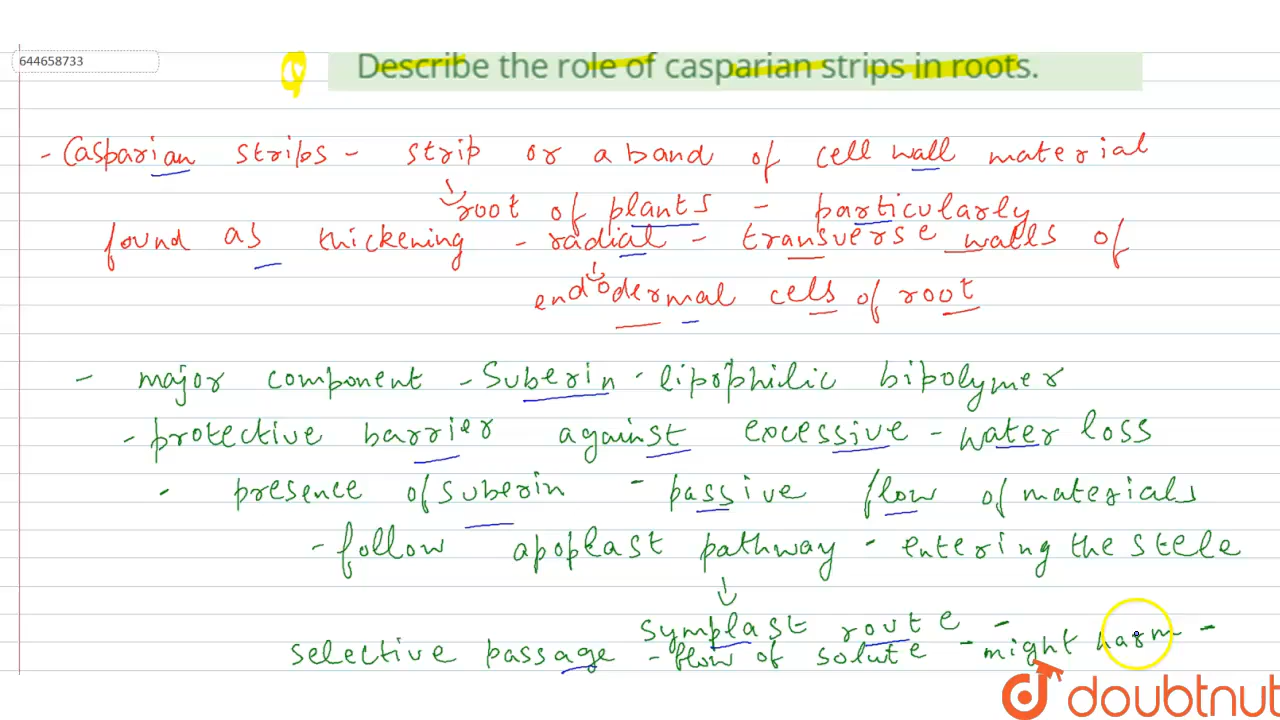 644658733
Q Describe the role of casparian strips in roots.
- Casparian strips - strip or a band of cell wall material
root of plants - particularly
found as thickening - radial - transverse walls of
endodermal cels of root
- major component - Suberin - lipophilic bipolymer
- protective barrier against excessive - water loss
- presence of suberin - passive flow of materials
- follow apoplast pathway - entering the stele
symplast route -
selective passage - flow of solute - might harm -
doubtnut